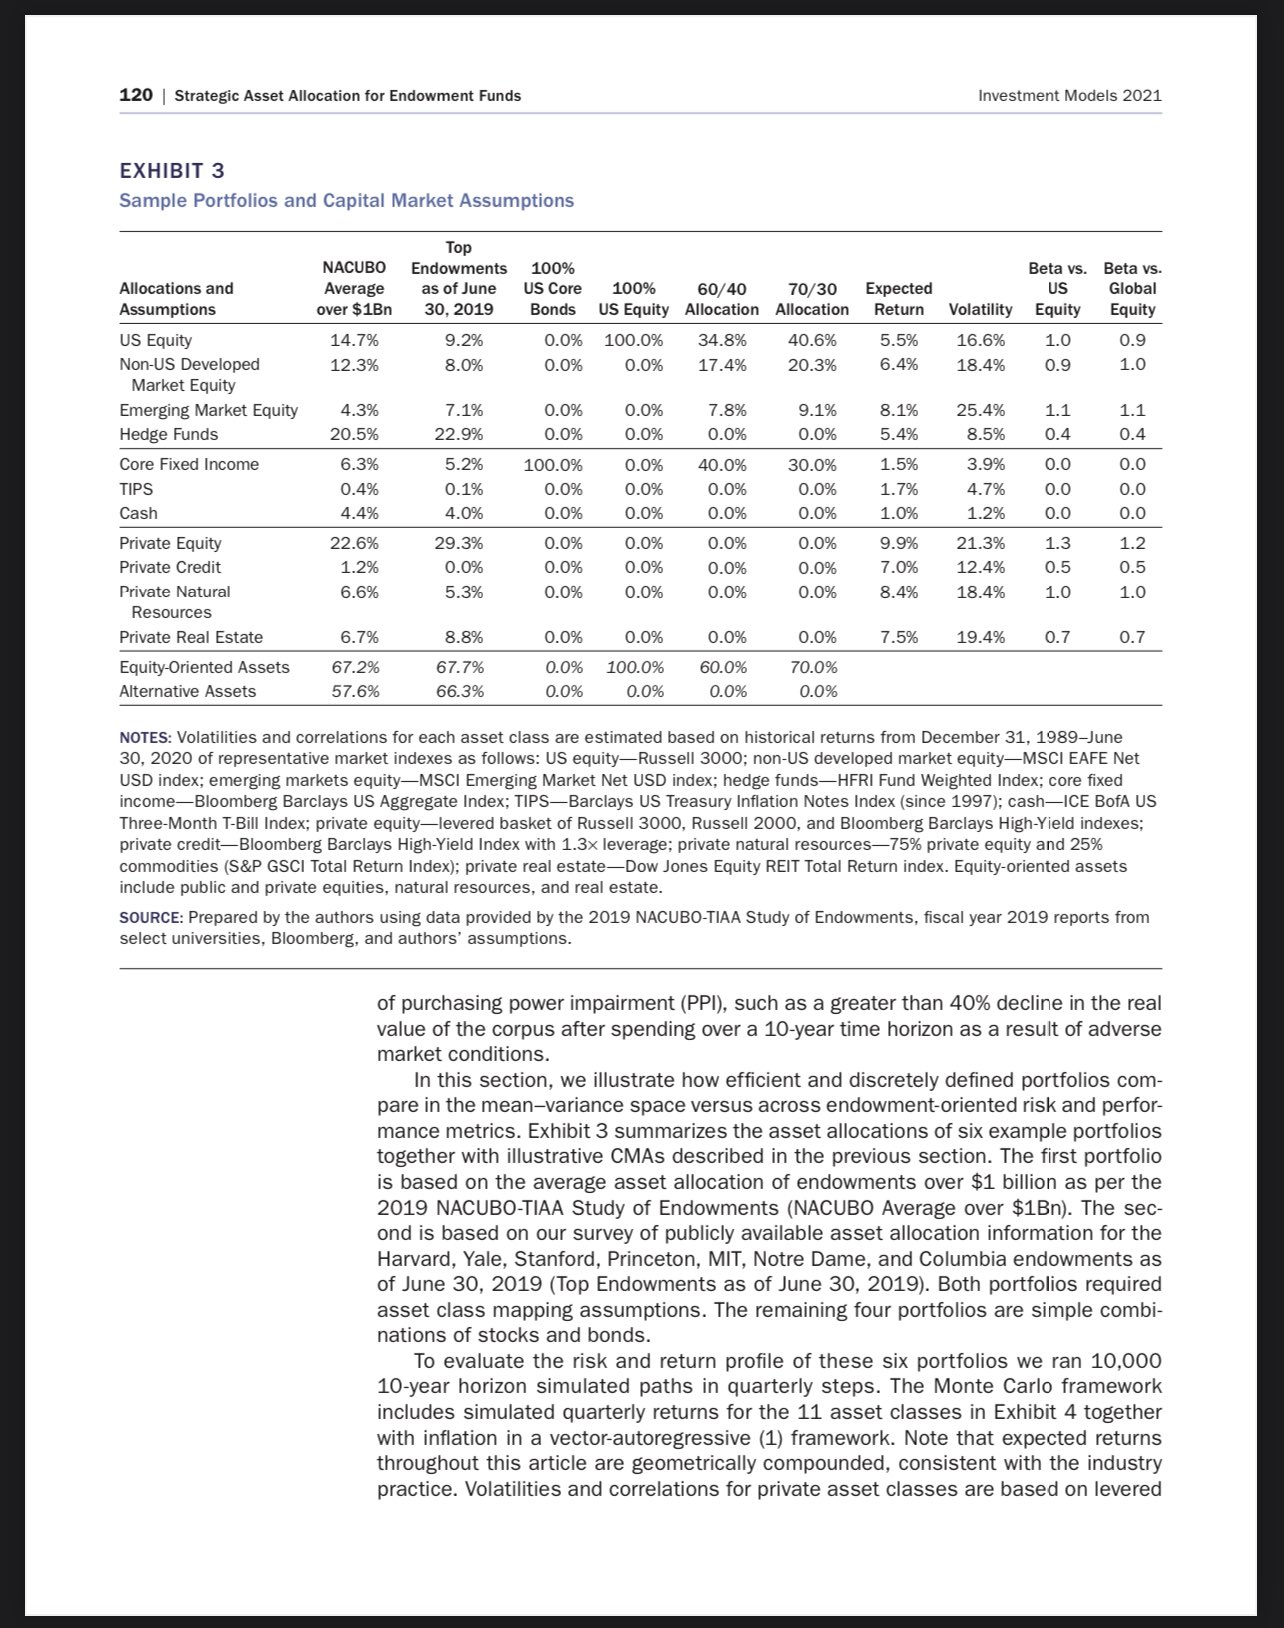 120 | Strategic Asset Allocation for Endowment Funds Investment Models 2021
EXHIBIT 3
Sample Portfolios and Capital Market Assumptions
Allocations and Assumptions NACUBO Average over $1Bn Top Endowments as of June 30, 2019 100% US Core Bonds 100% US Equity 60/40 Allocation 70/30 Allocation Expected Return Volatility Beta vs. US Equity Beta vs. Global Equity
US Equity 14.7% 9.2% 0.0% 100.0% 34.8% 40.6% 5.5% 16.6% 1.0 0.9
Non-US Developed 12.3% 8.0% 0.0% 0.0% 17.4% 20.3% 6.4% 18.4% 0.9 1.0
Market Equity
Emerging Market Equity 4.3% 7.1% 0.0% 0.0% 7.8% 9.1% 8.1% 25.4% 1.1 1.1
Hedge Funds 20.5% 22.9% 0.0% 0.0% 0.0% 0.0% 5.4% 8.5% 0.4 0.4
Core Fixed Income 6.3% 5.2% 100.0% 0.0% 40.0% 30.0% 1.5% 3.9% 0.0 0.0
TIPS 0.4% 0.1% 0.0% 0.0% 0.0% 0.0% 1.7% 4.7% 0.0 0.0
Cash 4.4% 4.0% 0.0% 0.0% 0.0% 0.0% 1.0% 1.2% 0.0 0.0
Private Equity 22.6% 29.3% 0.0% 0.0% 0.0% 0.0% 9.9% 21.3% 1.3 1.2
Private Credit 1.2% 0.0% 0.0% 0.0% 0.0% 0.0% 7.0% 12.4% 0.5 0.5
Private Natural 6.6% 5.3% 0.0% 0.0% 0.0% 0.0% 8.4% 18.4% 1.0 1.0
Resources
Private Real Estate 6.7% 8.8% 0.0% 0.0% 0.0% 0.0% 7.5% 19.4% 0.7 0.7
Equity-Oriented Assets 67.2% 67.7% 0.0% 100.0% 60.0% 70.0%
Alternative Assets 57.6% 66.3% 0.0% 0.0% 0.0% 0.0%
NOTES: Volatilities and correlations for each asset class are estimated based on historical returns from December 31, 1989–June
30, 2020 of representative market indexes as follows: US equity—Russell 3000; non-US developed market equity—MSCI EAFE Net
USD index; emerging markets equity—MSCI Emerging Market Net USD index; hedge funds—HFRI Fund Weighted Index; core fixed
income—Bloomberg Barclays US Aggregate Index; TIPS—Barclays US Treasury Inflation Notes Index (since 1997); cash—ICE BofA US
Three-Month T-Bill Index; private equity—levered basket of Russell 3000, Russell 2000, and Bloomberg Barclays High-Yield indexes;
private credit—Bloomberg Barclays High-Yield Index with 1.3× leverage; private natural resources—75% private equity and 25%
commodities (S&P GSCI Total Return Index); private real estate—Dow Jones Equity REIT Total Return index. Equity-oriented assets
include public and private equities, natural resources, and real estate.
SOURCE: Prepared by the authors using data provided by the 2019 NACUBO-TIAA Study of Endowments, fiscal year 2019 reports from
select universities, Bloomberg, and authors’ assumptions.
of purchasing power impairment (PPI), such as a greater than 40% decline in the real
value of the corpus after spending over a 10-year time horizon as a result of adverse
market conditions.
In this section, we illustrate how efficient and discretely defined portfolios com-
pare in the mean–variance space versus across endowment-oriented risk and perfor-
mance metrics. Exhibit 3 summarizes the asset allocations of six example portfolios
together with illustrative CMAs described in the previous section. The first portfolio
is based on the average asset allocation of endowments over $1 billion as per the
2019 NACUBO-TIAA Study of Endowments (NACUBO Average over $1Bn). The sec-
ond is based on our survey of publicly available asset allocation information for the
Harvard, Yale, Stanford, Princeton, MIT, Notre Dame, and Columbia endowments as
of June 30, 2019 (Top Endowments as of June 30, 2019). Both portfolios required
asset class mapping assumptions. The remaining four portfolios are simple combi-
nations of stocks and bonds.
To evaluate the risk and return profile of these six portfolios we ran 10,000
10-year horizon simulated paths in quarterly steps. The Monte Carlo framework
includes simulated quarterly returns for the 11 asset classes in Exhibit 4 together
with inflation in a vector-autoregressive (1) framework. Note that expected returns
throughout this article are geometrically compounded, consistent with the industry
practice. Volatilities and correlations for private asset classes are based on levered